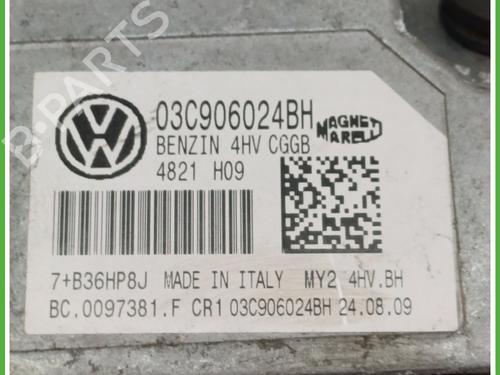 03C906024BH
MAGNETI
MARELLI
BENZIN 4HV CGGB
4821 H09
7+B36HP8J MADE IN ITALY MY2 4HV.BH
BC.0097381.F CR1 03C906024BH 24.08.09
B-PARTS